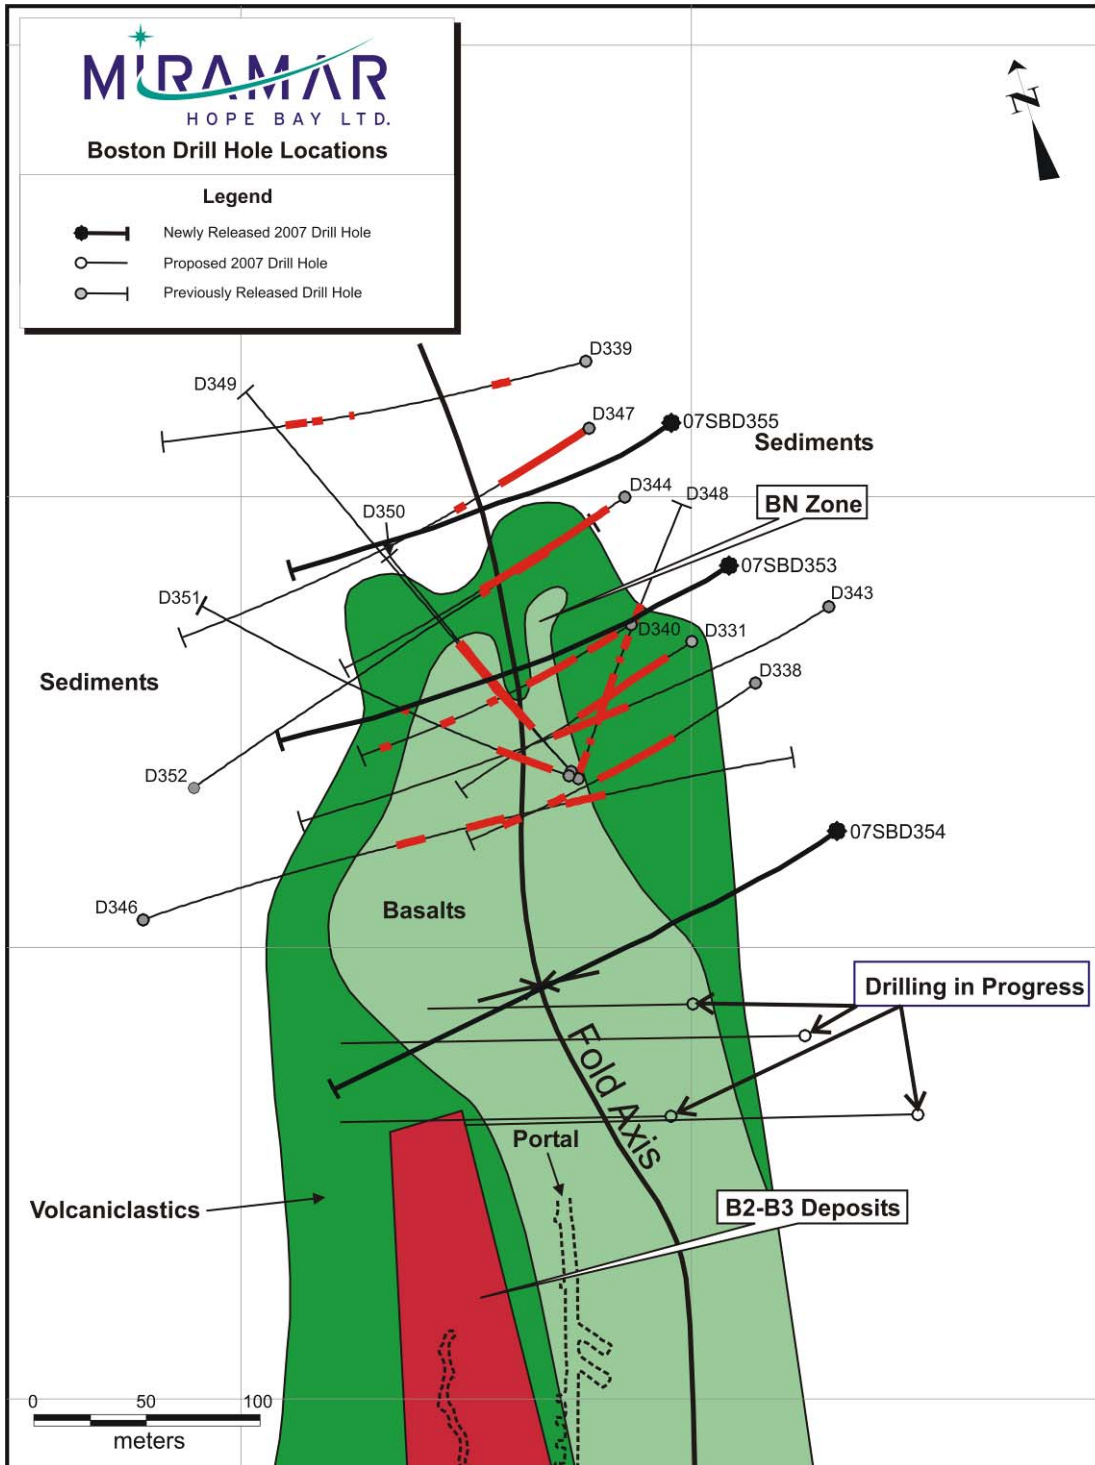 MIRAMAR
HOPE BAY LTD.
Boston Drill Hole Locations
Legend
Newly Released 2007 Drill Hole
Proposed 2007 Drill Hole
Previously Released Drill Hole
N
D339
D349
D347
07SBD355
Sediments
D344
D348
BN Zone
D350
07SBD353
D351
D343
D340
D331
Sediments
D338
D352
07SBD354
Basalts
D346
Drilling in Progress
Fold Axis
Portal
Volcaniclastics
B2-B3 Deposits
0 50 100
meters